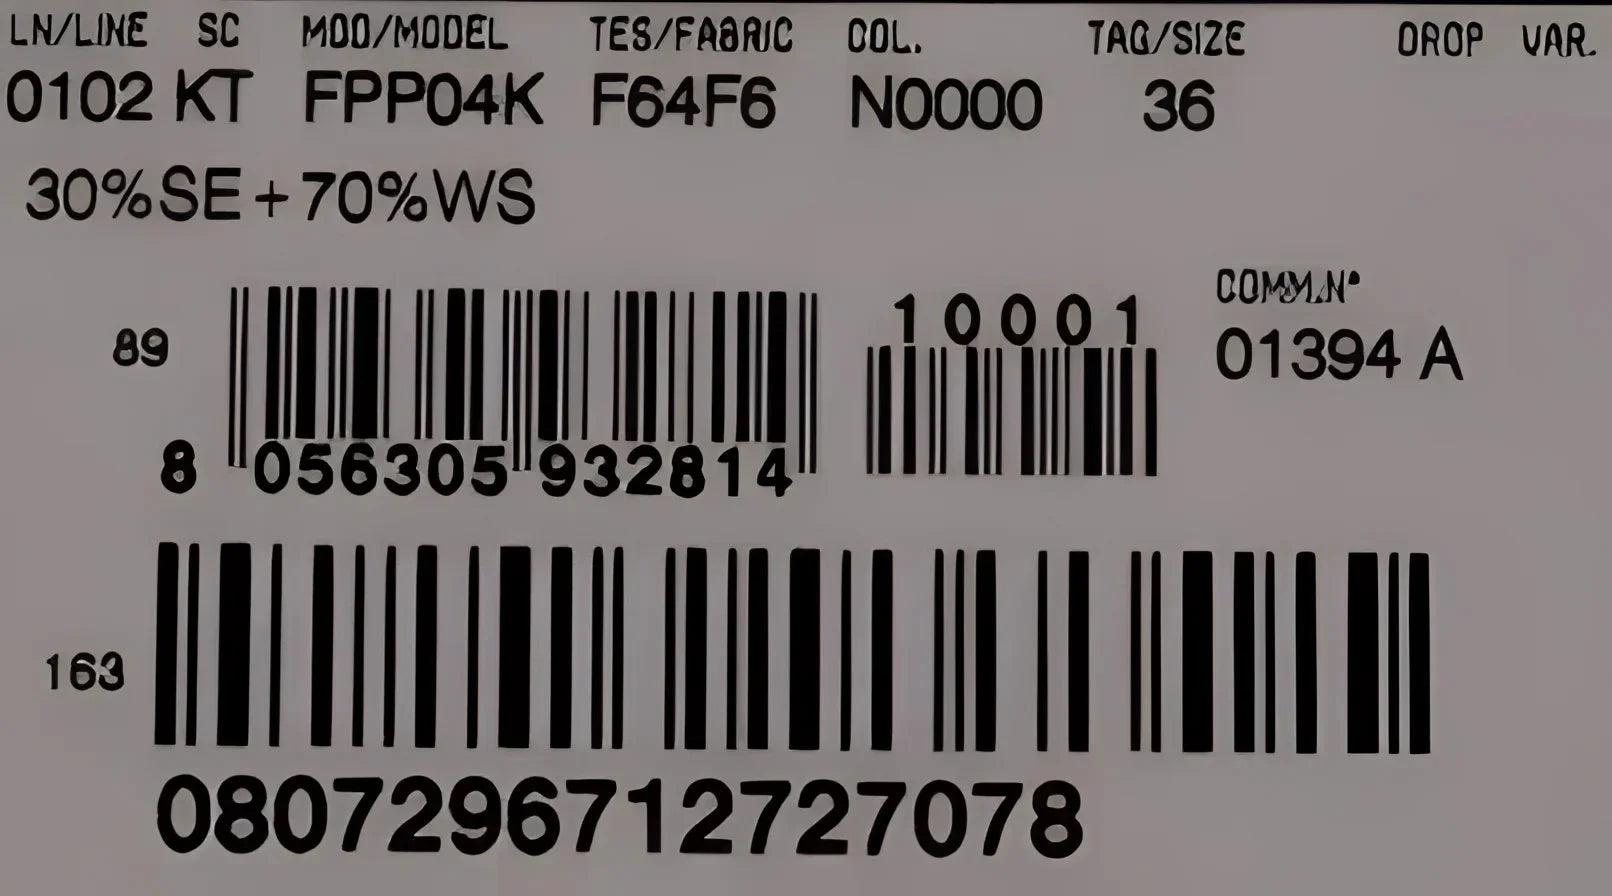 LN/LINE SC MOD/MODEL TES/FABRIC COL. TAG/SIZE DROP VAR.
0102 KT FPP04K F64F6 N0000 36
30%SE+70%WS
COMM.N°
10001
89
01394 A
8 056305 932814
163
0807296712727078